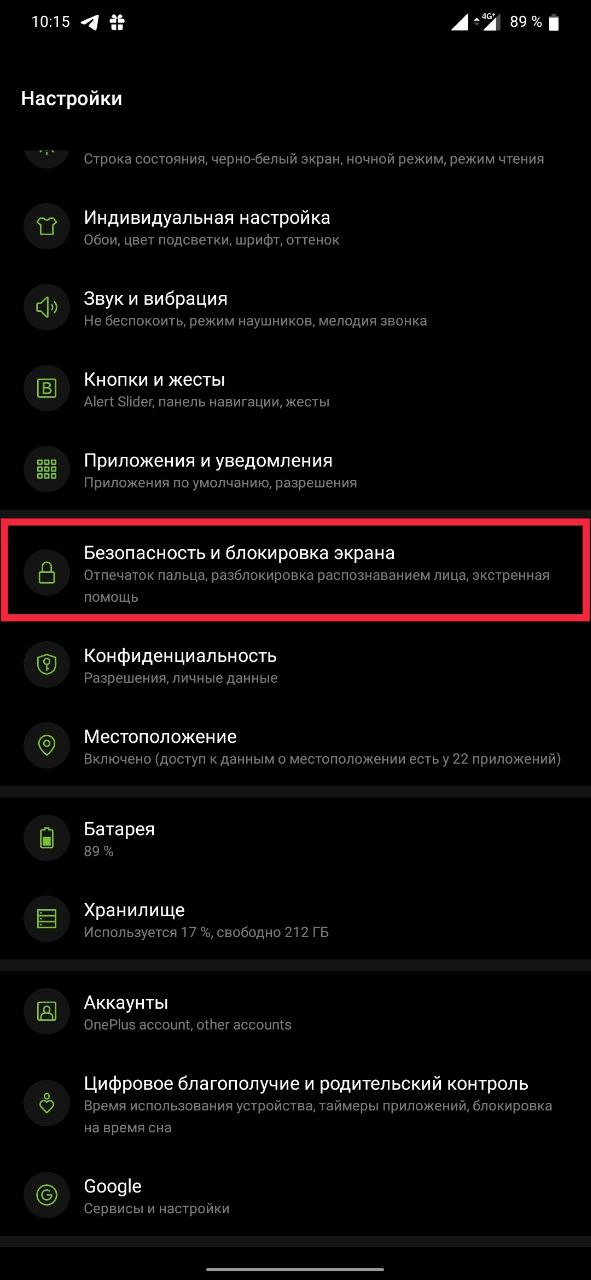 10:15 4G+ 89 %
Настройки
Строка состояния, черно-белый экран, ночной режим, режим чтения
Индивидуальная настройка
Обои, цвет подсветки, шрифт, оттенок
Звук и вибрация
Не беспокоить, режим наушников, мелодия звонка
B
Кнопки и жесты
Alert Slider, панель навигации, жесты
Приложения и уведомления
Приложения по умолчанию, разрешения
Безопасность и блокировка экрана
Отпечаток пальца, разблокировка распознаванием лица, экстренная
помощь
Конфиденциальность
Разрешения, личные данные
Местоположение
Включено (доступ к данным о местоположении есть у 22 приложений)
Батарея
89 %
Хранилище
Используется 17 %, свободно 212 ГБ
Аккаунты
OnePlus account, other accounts
Цифровое благополучие и родительский контроль
Время использования устройства, таймеры приложений, блокировка
на время сна
G
Google
Сервисы и настройки